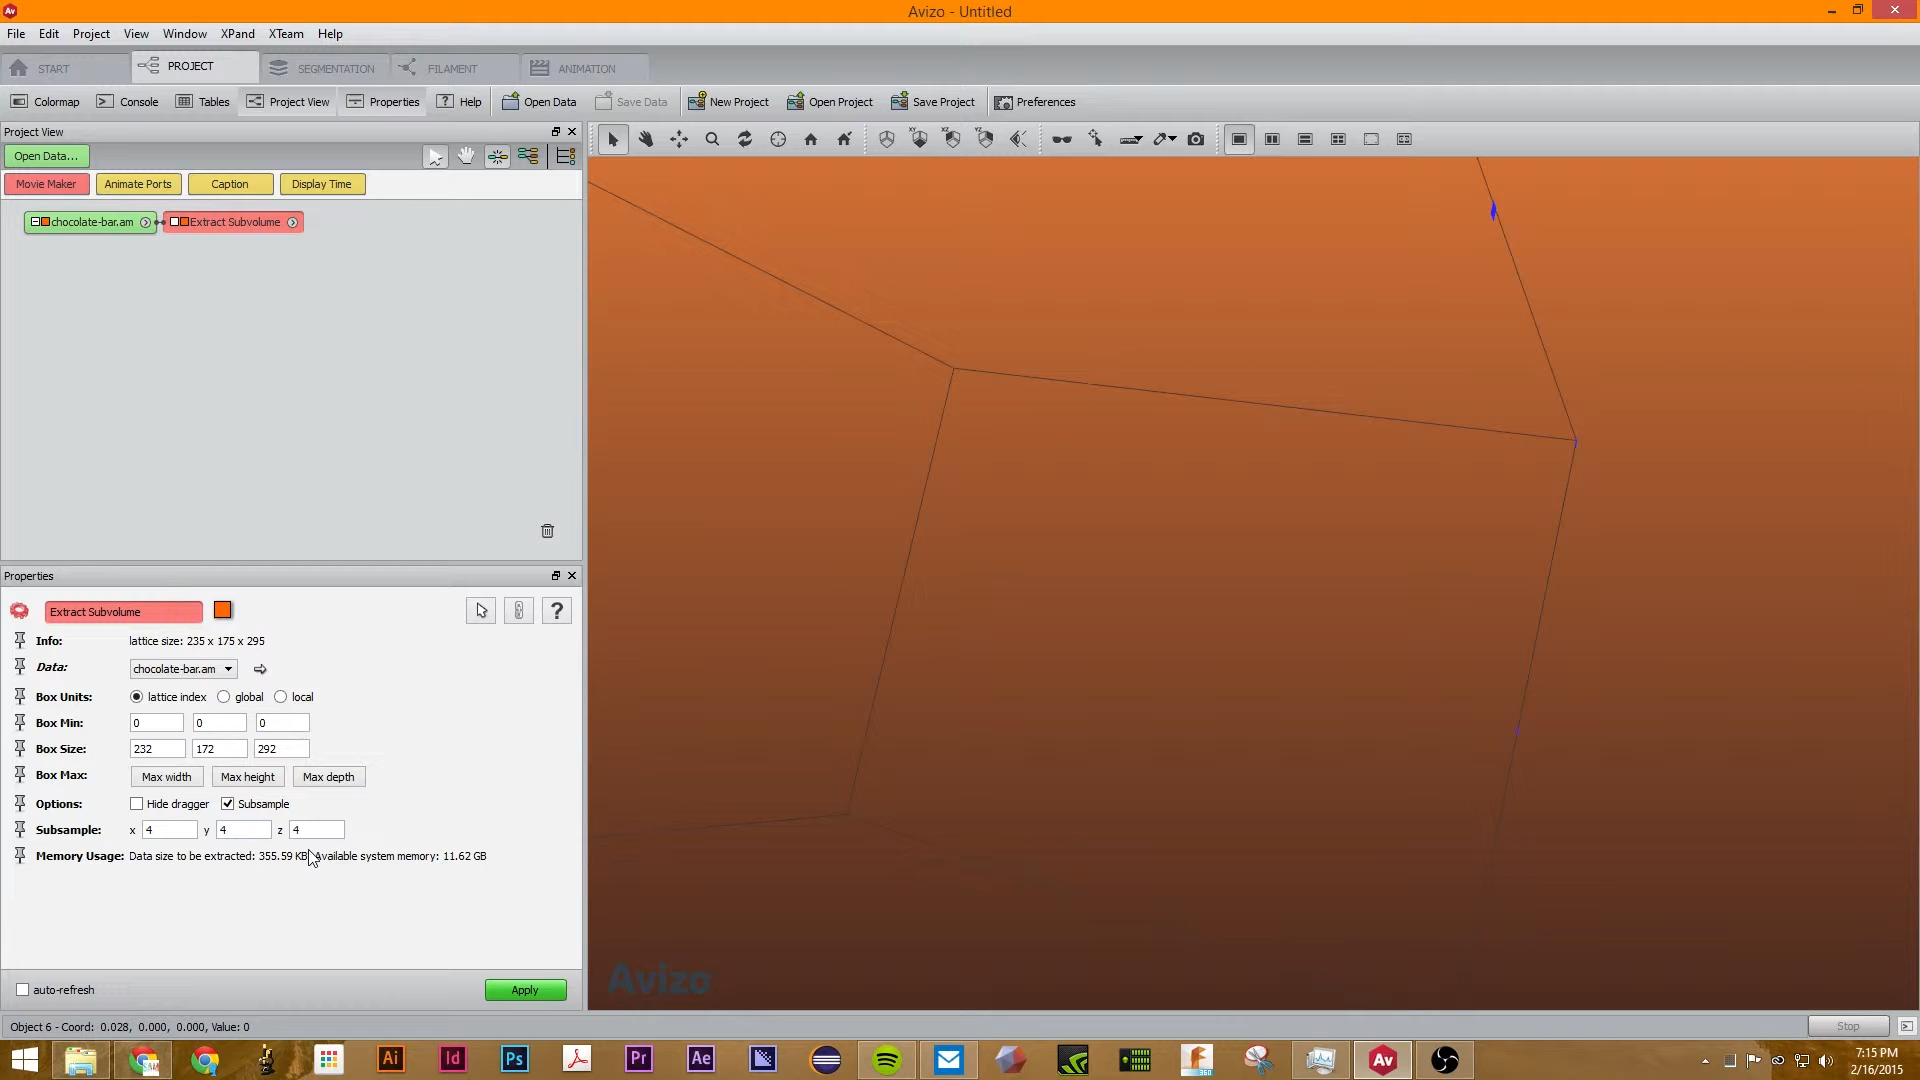 Avizo - Untitled
File Edit Project View Window XPand XTeam Help
START PROJECT SEGMENTATION FILAMENT ANIMATION
Colormap Console Tables Project View Properties Help Open Data Save Data New Project Open Project Save Project Preferences
Project View
Open Data...
Movie Maker Animate Ports Caption Display Time
chocolate-bar.am Extract Subvolume
Properties
Extract Subvolume
Info: lattice size: 235 x 175 x 295
Data: chocolate-bar.am
Box Units: lattice index global local
Box Min: 0 0 0
Box Size: 232 172 292
Box Max: Max width Max height Max depth
Options: Hide dragger Subsample
Subsample: x 4 y 4 z 4
Memory Usage: Data size to be extracted: 355.59 KB, Available system memory: 11.62 GB
auto-refresh Apply
Avizo
Object 6 - Coord: 0.028, 0.000, 0.000, Value: 0 Stop
Ai Id Ps Pr Ae Av
7:15 PM
2/16/2015